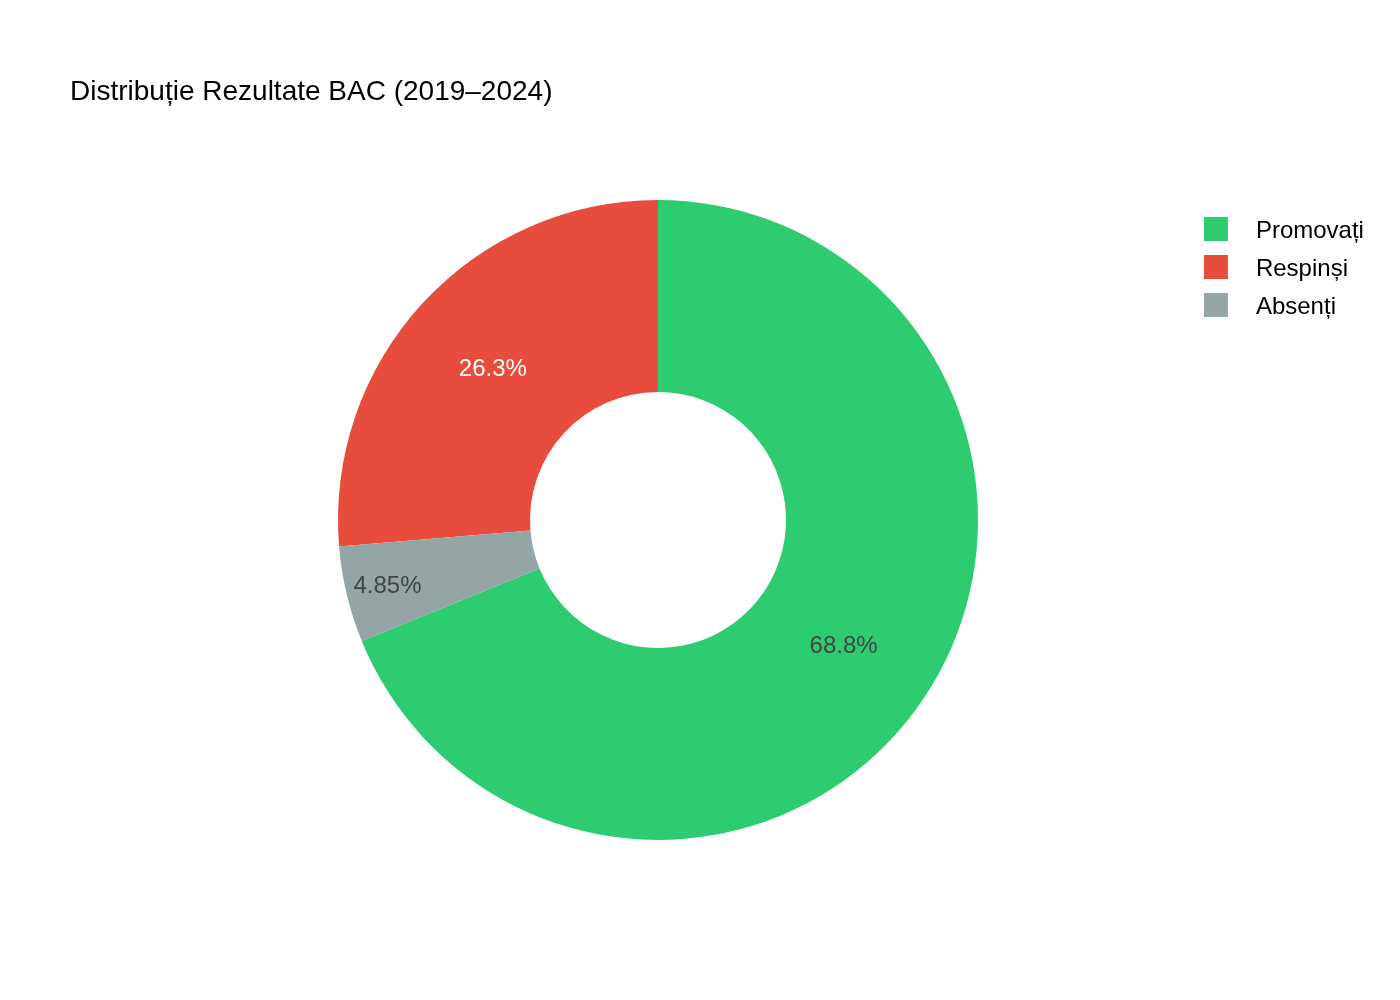 Distribuție Rezultate BAC (2019–2024)
Promovați
Respinși
Absenți
26.3%
4.85%
68.8%